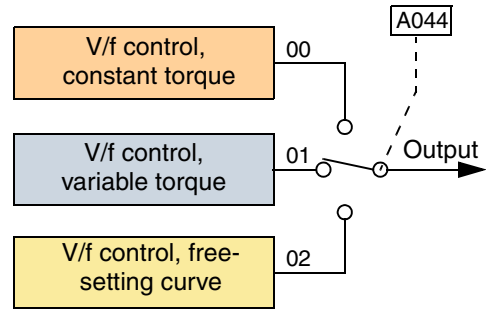 A044
V/f control,
constant torque
00
V/f control,
variable torque
01
Output
V/f control, free-
setting curve
02